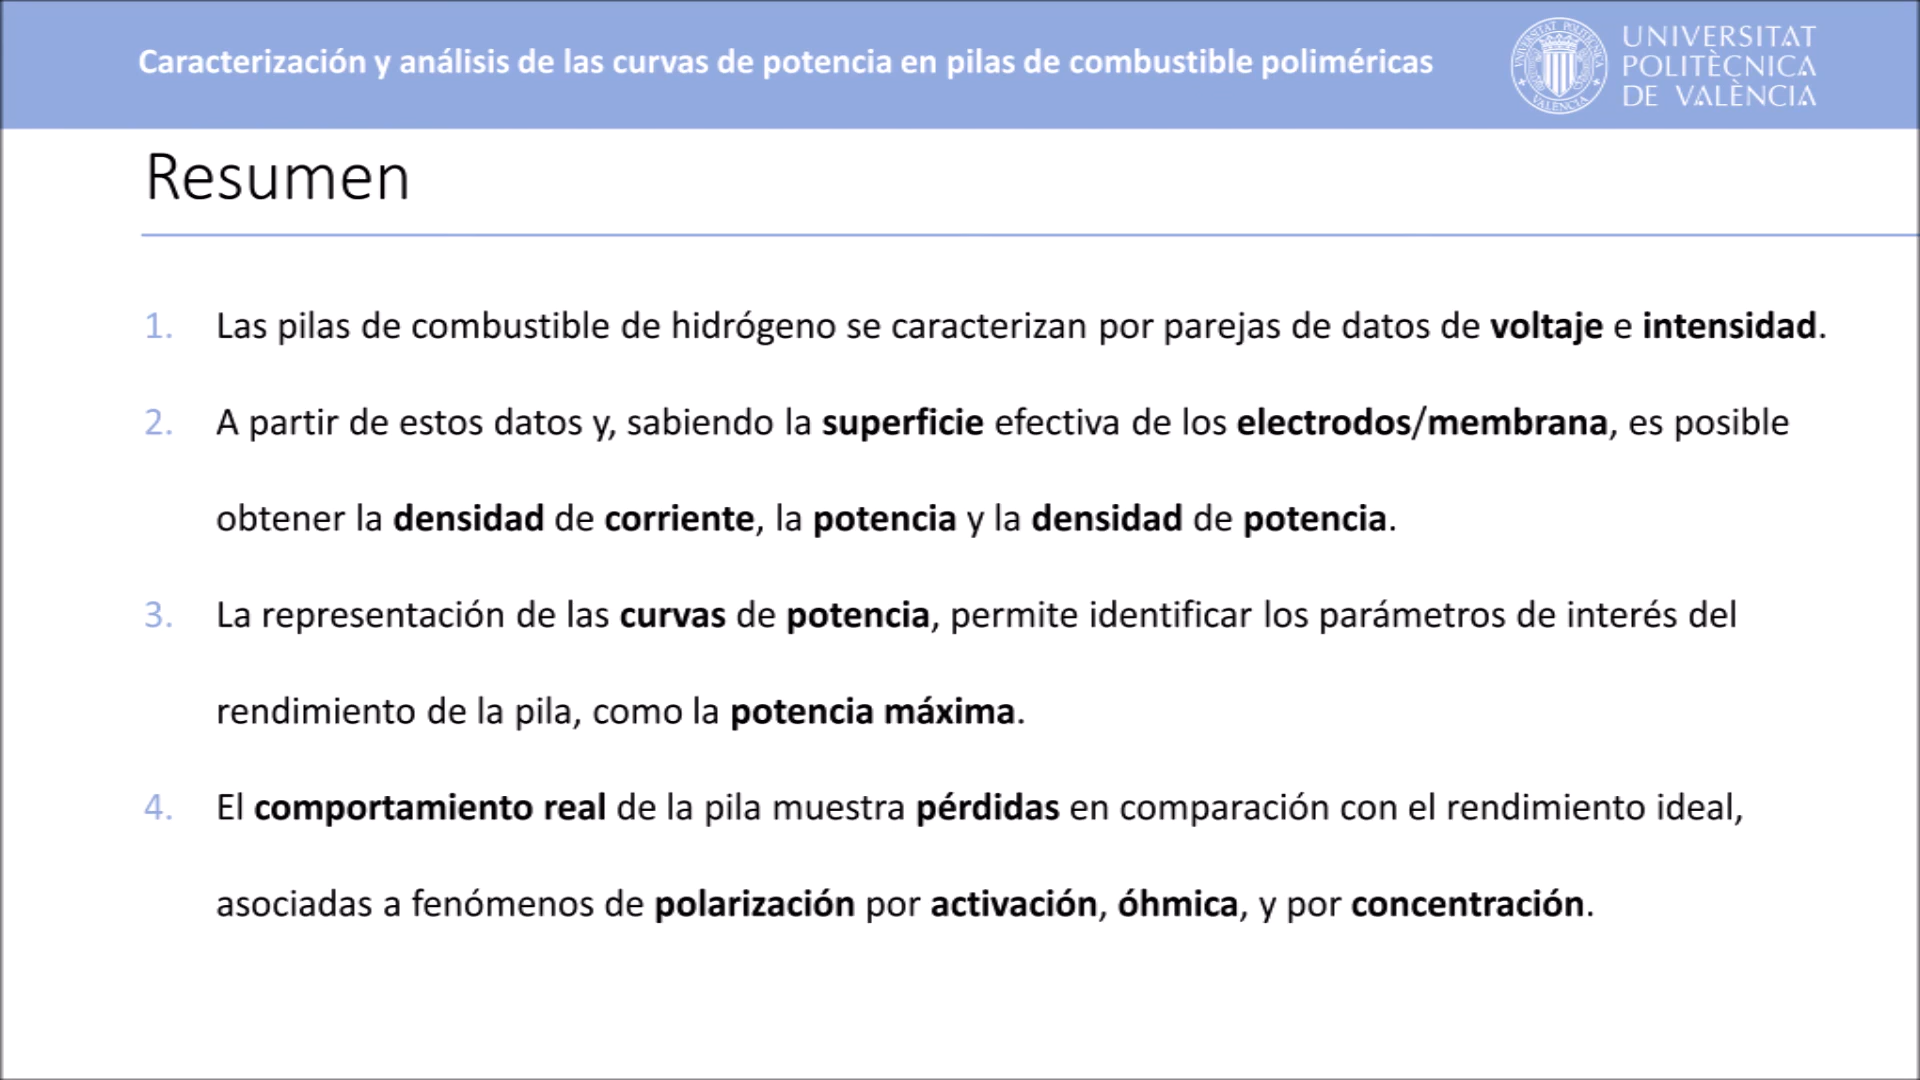 Caracterización y análisis de las curvas de potencia en pilas de combustible poliméricas
UNIVERSITAT
POLITÈCNICA
DE VALÈNCIA
Resumen
1. Las pilas de combustible de hidrógeno se caracterizan por parejas de datos de voltaje e intensidad.
2. A partir de estos datos y, sabiendo la superficie efectiva de los electrodos/membrana, es posible
obtener la densidad de corriente, la potencia y la densidad de potencia.
3. La representación de las curvas de potencia, permite identificar los parámetros de interés del
rendimiento de la pila, como la potencia máxima.
4. El comportamiento real de la pila muestra pérdidas en comparación con el rendimiento ideal,
asociadas a fenómenos de polarización por activación, óhmica, y por concentración.